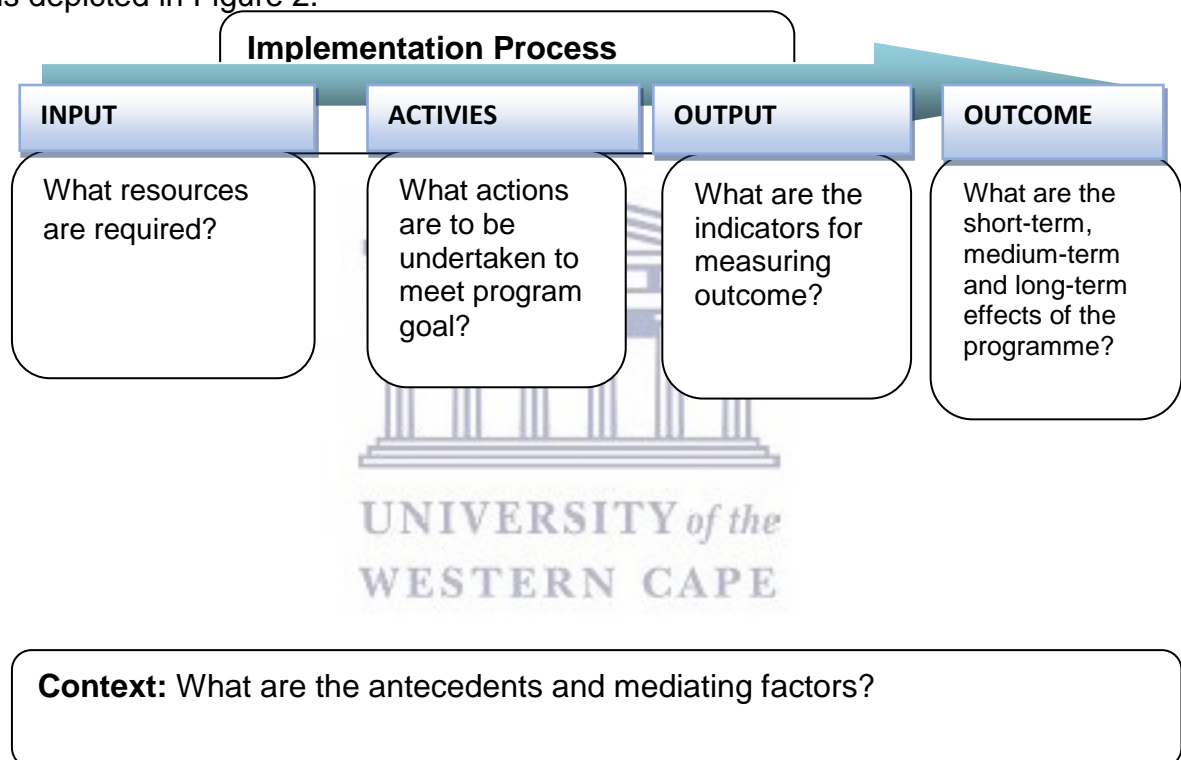 is depicted in Figure 2.
Implementation Process
INPUT
ACTIVIES
OUTPUT
OUTCOME
What resources
are required?
What actions
are to be
undertaken to
meet program
goal?
What are the
indicators for
measuring
outcome?
What are the
short-term,
medium-term
and long-term
effects of the
programme?
UNIVERSITY of the
WESTERN CAPE
Context: What are the antecedents and mediating factors?